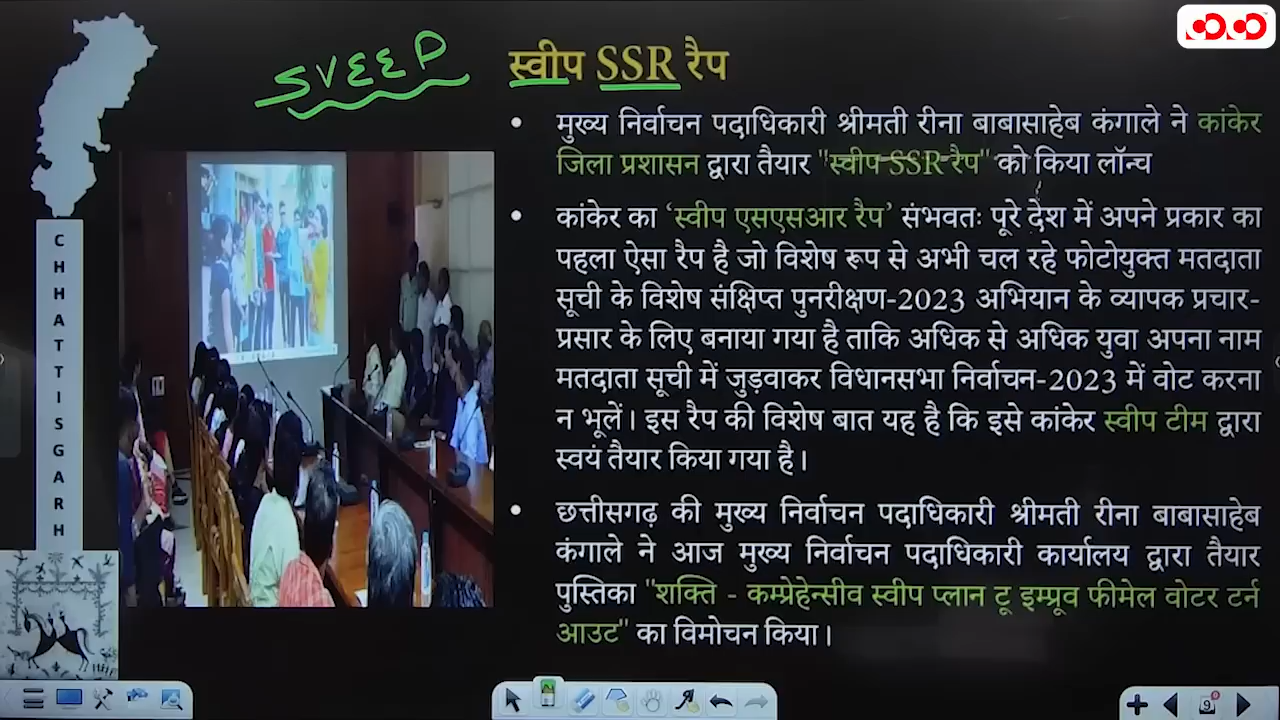 SVEEP
स्वीप SSR रैप
• मुख्य निर्वाचन पदाधिकारी श्रीमती रीना बाबासाहेब कंगाले ने कांकेर
जिला प्रशासन द्वारा तैयार "स्वीप SSR रैप" को किया लॉन्च
• कांकेर का ‘स्वीप एसएसआर रैप’ संभवतः पूरे देश में अपने प्रकार का
पहला ऐसा रैप है जो विशेष रूप से अभी चल रहे फोटोयुक्त मतदाता
सूची के विशेष संक्षिप्त पुनरीक्षण-2023 अभियान के व्यापक प्रचार-
प्रसार के लिए बनाया गया है ताकि अधिक से अधिक युवा अपना नाम
मतदाता सूची में जुड़वाकर विधानसभा निर्वाचन-2023 में वोट करना
न भूलें। इस रैप की विशेष बात यह है कि इसे कांकेर स्वीप टीम द्वारा
स्वयं तैयार किया गया है।
• छत्तीसगढ़ की मुख्य निर्वाचन पदाधिकारी श्रीमती रीना बाबासाहेब
कंगाले ने आज मुख्य निर्वाचन पदाधिकारी कार्यालय द्वारा तैयार
पुस्तिका "शक्ति - कम्प्रेहेन्सीव स्वीप प्लान टू इम्प्रूव फीमेल वोटर टर्न
आउट" का विमोचन किया।
CHHATTISGARH
9